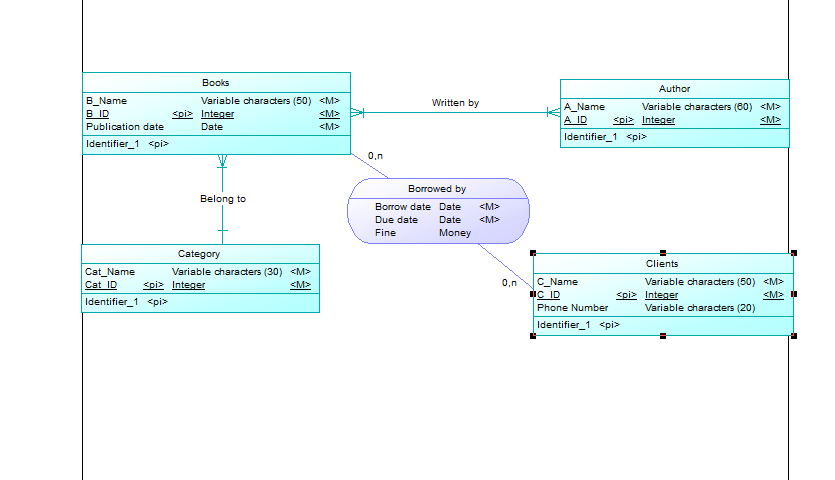 Books
B_Name Variable characters (50) <M>
B_ID <pi> Integer <M>
Publication date Date <M>
Identifier_1 <pi>
Written by
Author
A_Name Variable characters (60) <M>
A_ID <pi> Integer <M>
Identifier_1 <pi>
0,n
Belong to
Borrowed by
Borrow date Date <M>
Due date Date <M>
Fine Money
Category
Cat_Name Variable characters (30) <M>
Cat_ID <pi> Integer <M>
Identifier_1 <pi>
0,n
Clients
C_Name Variable characters (50) <M>
C_ID <pi> Integer <M>
Phone Number Variable characters (20)
Identifier_1 <pi>